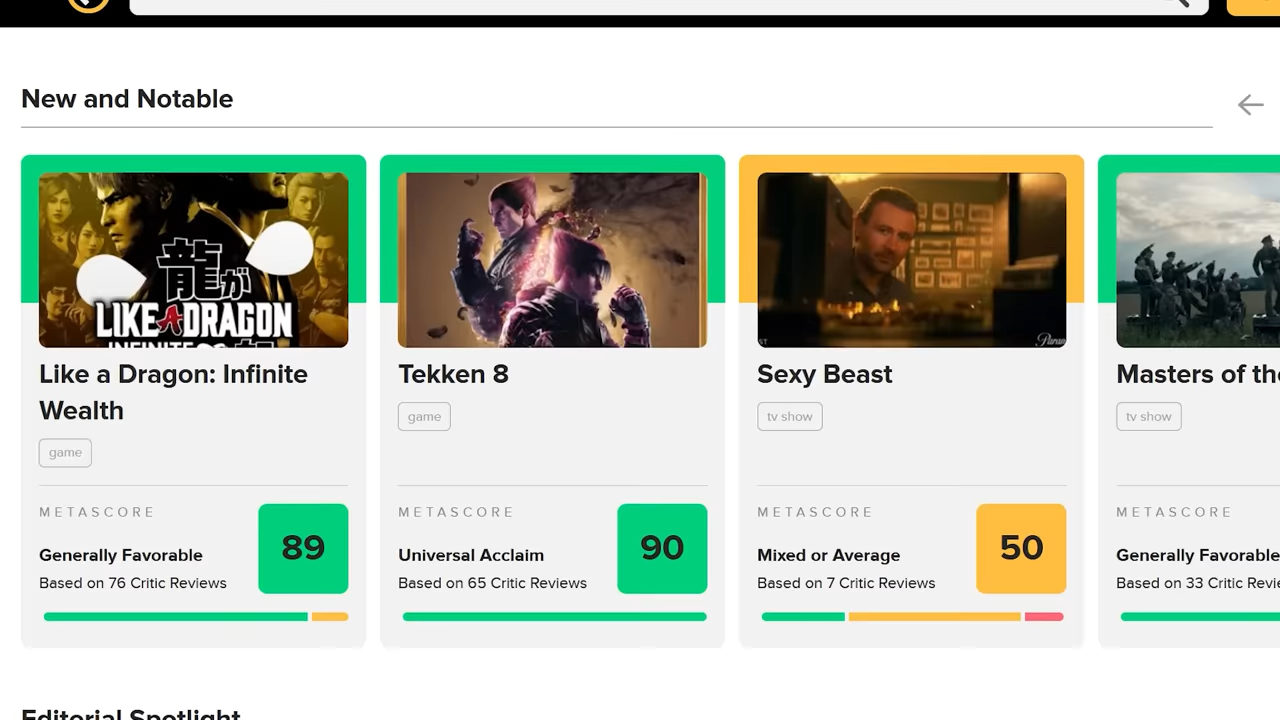 New and Notable
龍が
LIKE A DRAGON
Like a Dragon: Infinite
Wealth
game
METASCORE
Generally Favorable
Based on 76 Critic Reviews
89
Tekken 8
game
METASCORE
Universal Acclaim
Based on 65 Critic Reviews
90
Sexy Beast
tv show
METASCORE
Mixed or Average
Based on 7 Critic Reviews
50
Masters of the
tv show
METASCORE
Generally Favorable
Based on 33 Critic
Editorial Spotlight